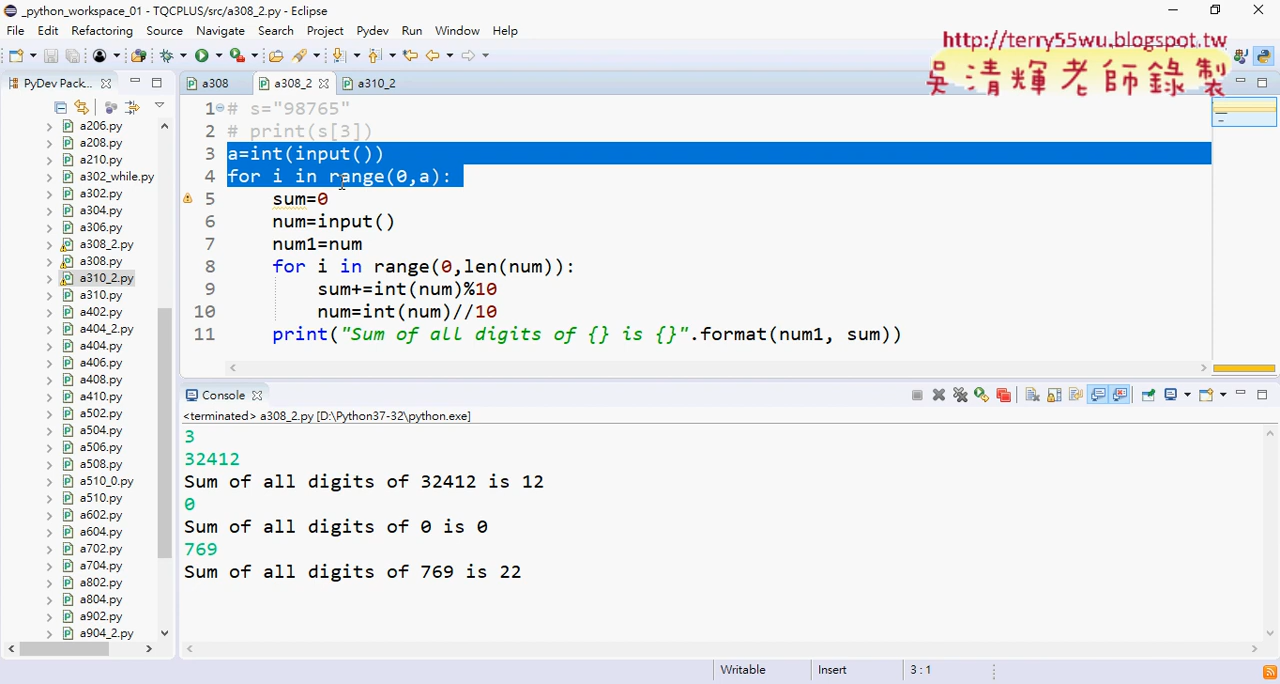 _python_workspace_01 - TQCPLUS/src/a308_2.py - Eclipse
File Edit Refactoring Source Navigate Search Project Pydev Run Window Help
http://terry55wu.blogspot.tw
吳清輝老師錄製
PyDev Pack...
a308
a308_2
a310_2
a206.py
a208.py
a210.py
a302_while.py
a302.py
a304.py
a306.py
a308_2.py
a308.py
a310_2.py
a310.py
a402.py
a404_2.py
a404.py
a406.py
a408.py
a410.py
a502.py
a504.py
a506.py
a508.py
a510_0.py
a510.py
a602.py
a604.py
a702.py
a704.py
a802.py
a804.py
a902.py
a904_2.py
1 # s="98765"
2 # print(s[3])
3 a=int(input())
4 for i in range(0,a):
5 sum=0
6 num=input()
7 num1=num
8 for i in range(0,len(num)):
9 sum+=int(num)%10
10 num=int(num)//10
11 print("Sum of all digits of {} is {}".format(num1, sum))
Console
<terminated> a308_2.py [D:\Python37-32\python.exe]
3
32412
Sum of all digits of 32412 is 12
0
Sum of all digits of 0 is 0
769
Sum of all digits of 769 is 22
Writable Insert 3 : 1